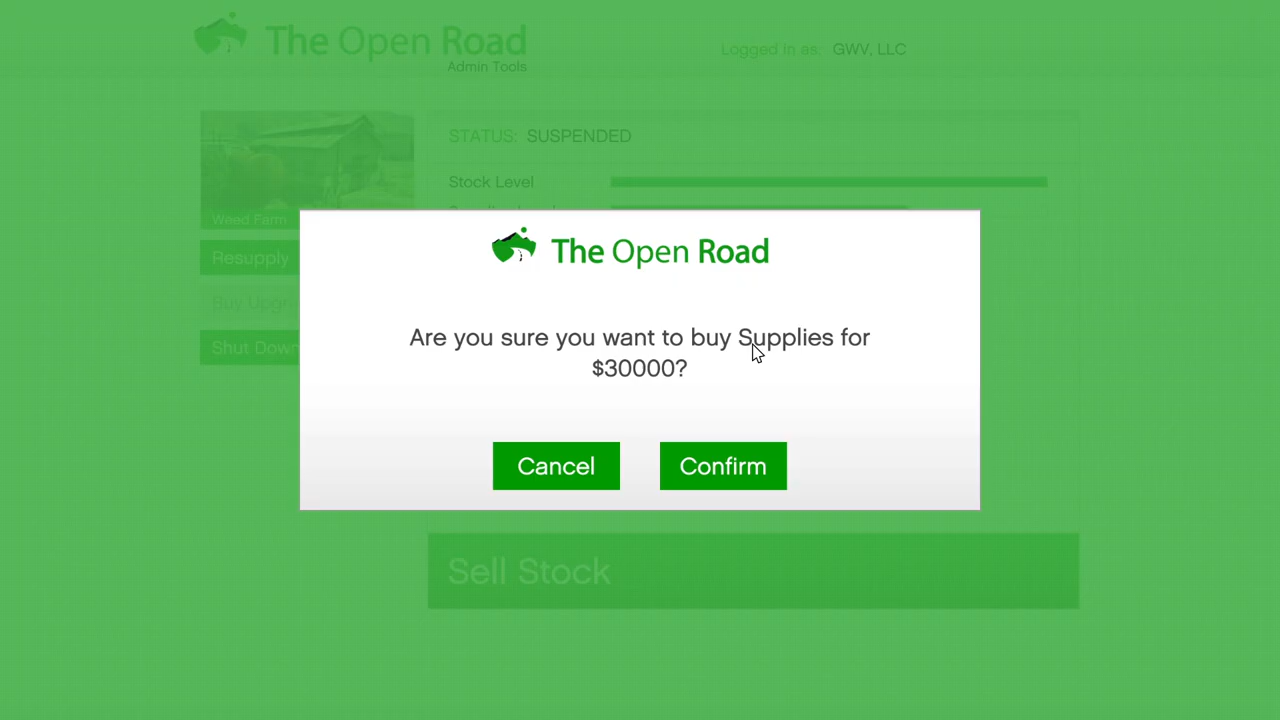 The Open Road
Admin Tools
Logged in as: GWV, LLC
STATUS: SUSPENDED
Stock Level
Weed Farm
Resupply
Buy
Shut Down
The Open Road
Are you sure you want to buy Supplies for
$30000?
Cancel
Confirm
Sell Stock